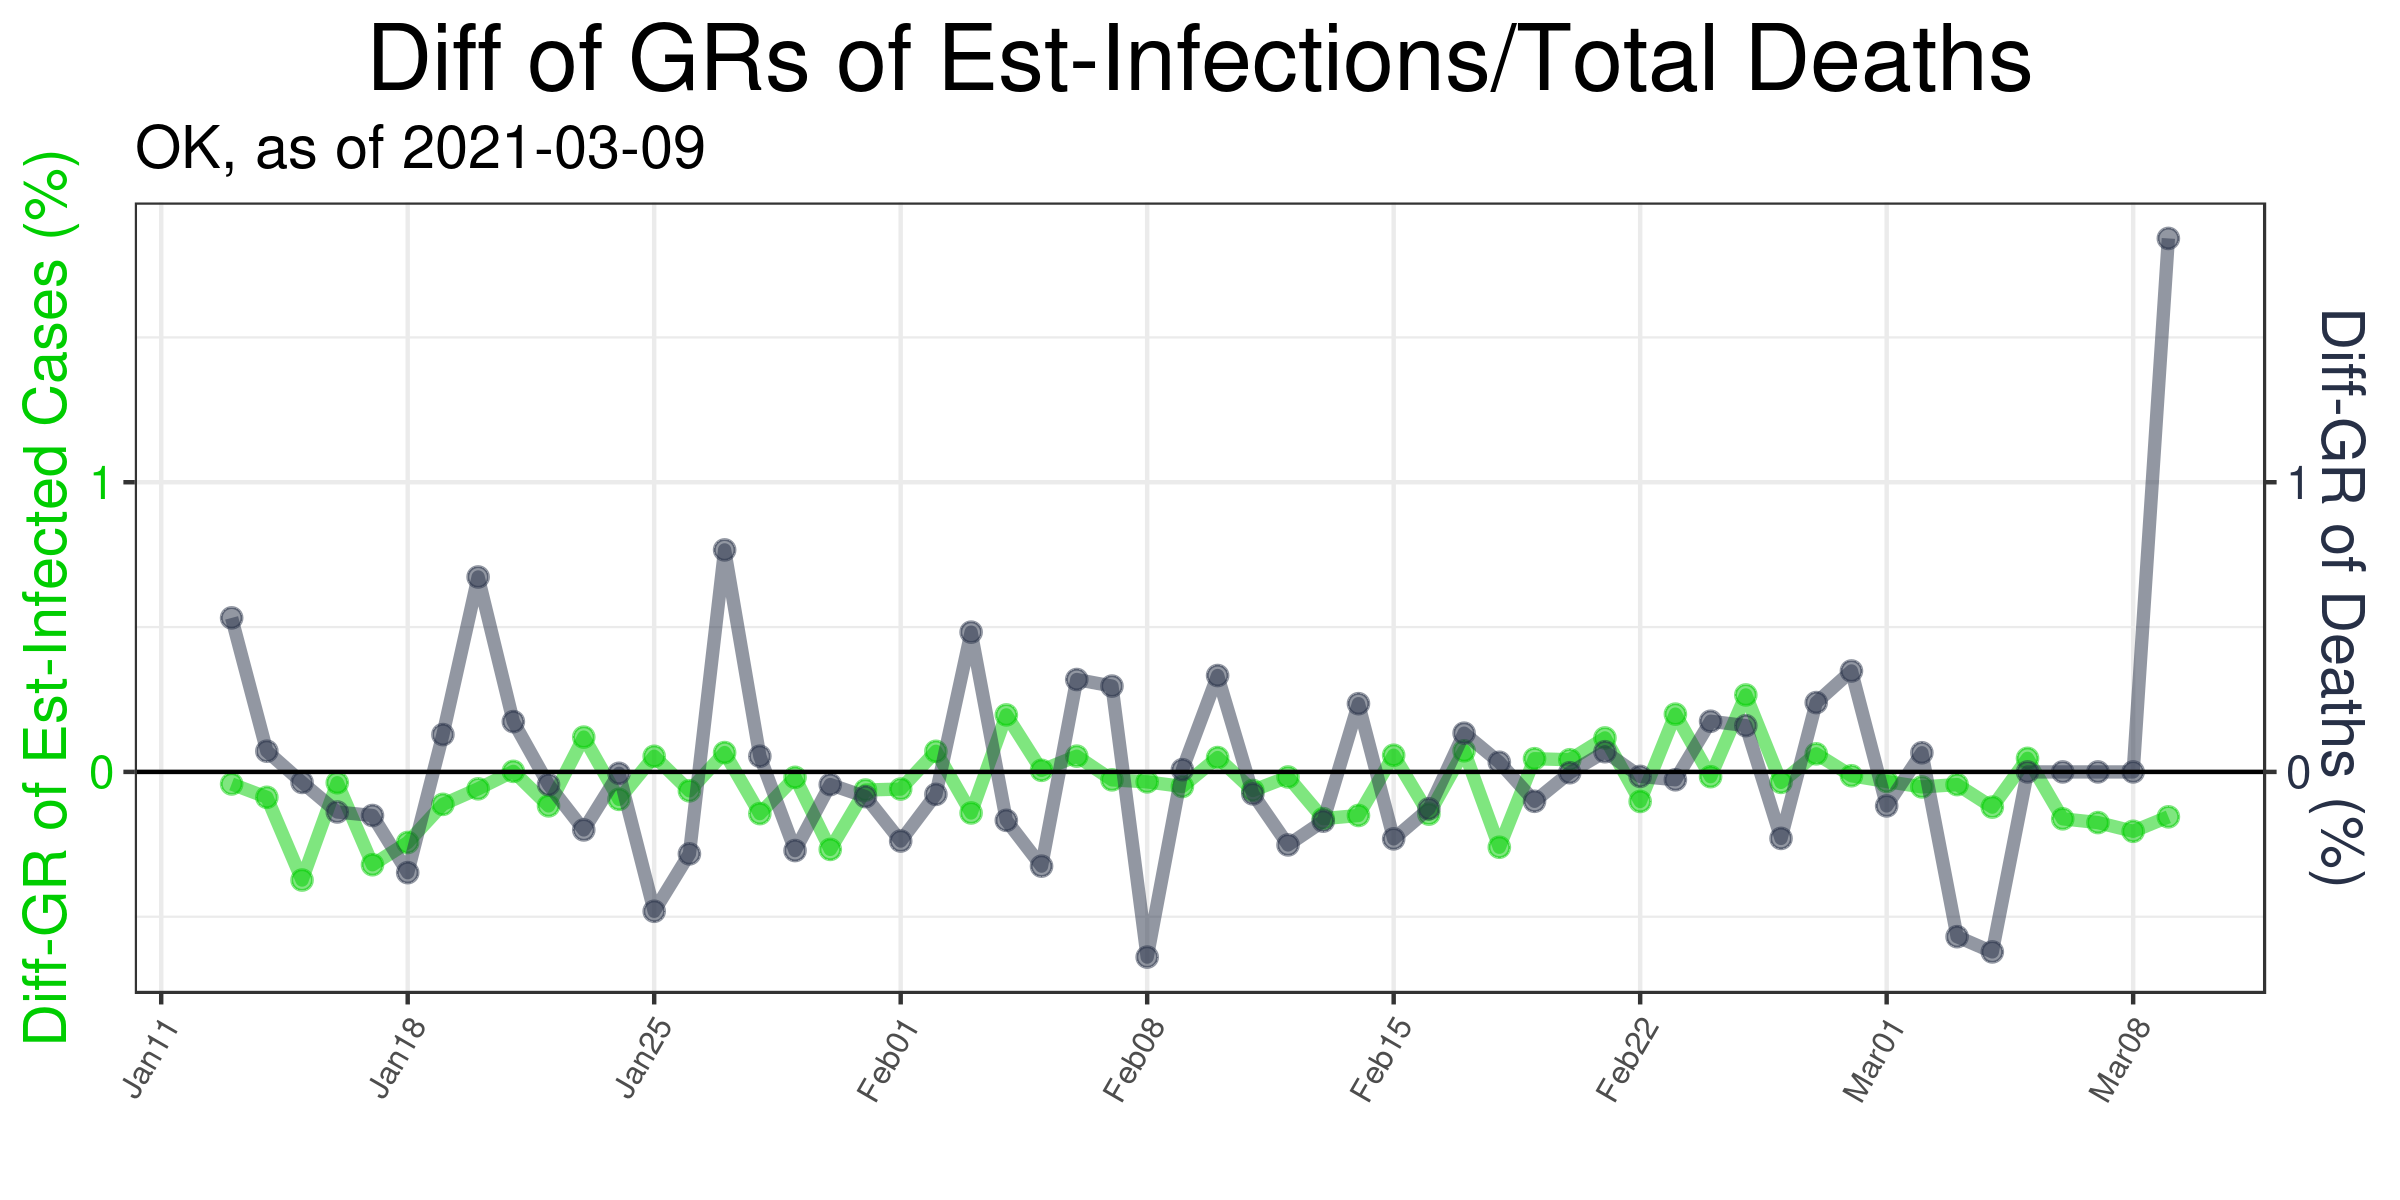 Diff of GRs of Est-Infections/Total Deaths
OK, as of 2021-03-09
Diff-GR of Est-Infected Cases (%)
1
0
1
0
Diff-GR of Deaths (%)
Jan11
Jan18
Jan25
Feb01
Feb08
Feb15
Feb22
Mar01
Mar08